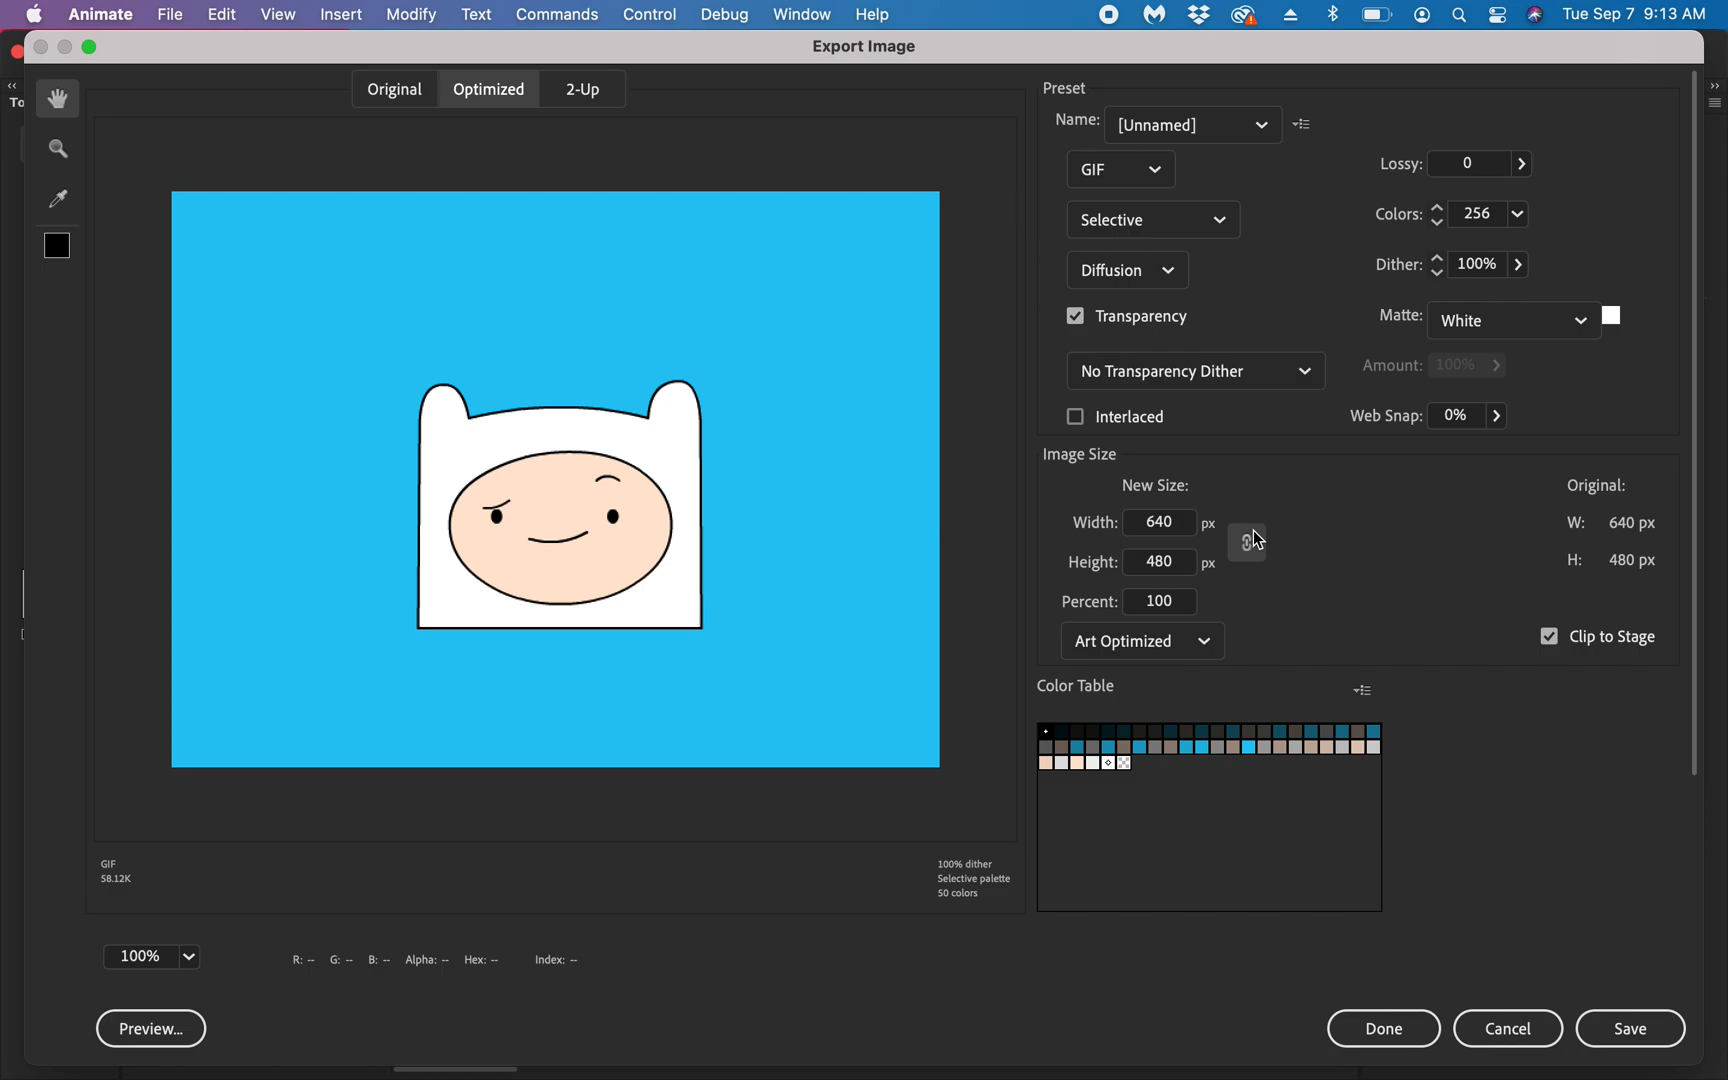 Animate File Edit View Insert Modify Text Commands Control Debug Window Help Tue Sep 7 9:13 AM
Export Image
To
Original Optimized 2-Up
Preset
Name: [Unnamed]
GIF Lossy: 0
Selective Colors: 256
Diffusion Dither: 100%
Transparency Matte: White
No Transparency Dither Amount: 100%
Interlaced Web Snap: 0%
Image Size
New Size: Original:
Width: 640 px W: 640 px
Height: 480 px H: 480 px
Percent: 100
Art Optimized Clip to Stage
Color Table
GIF 100% dither
58.12K Selective palette
50 colors
100% R: -- G: -- B: -- Alpha: -- Hex: -- Index: --
Preview... Done Cancel Save